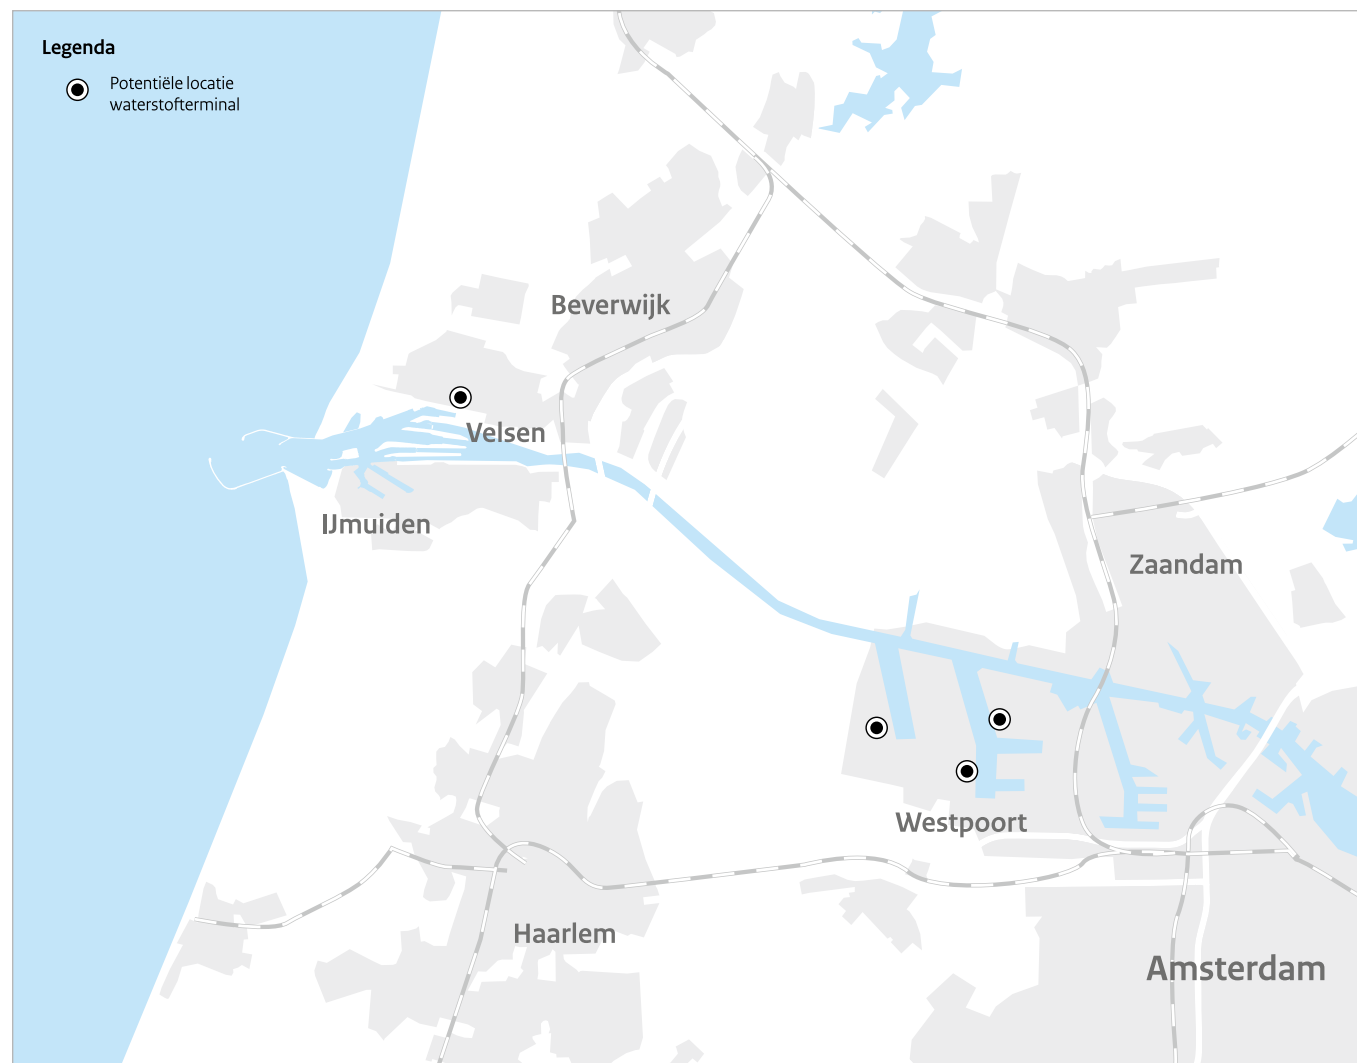 Legenda
Potentiële locatie
waterstofterminal
Beverwijk
Velsen
IJmuiden
Zaandam
Westpoort
Haarlem
Amsterdam